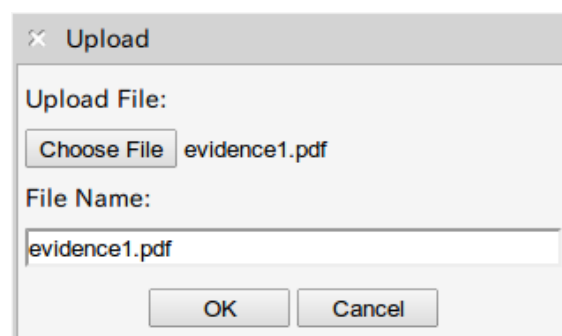 Upload
Upload File:
Choose File evidence1.pdf
File Name:
evidence1.pdf
OK Cancel